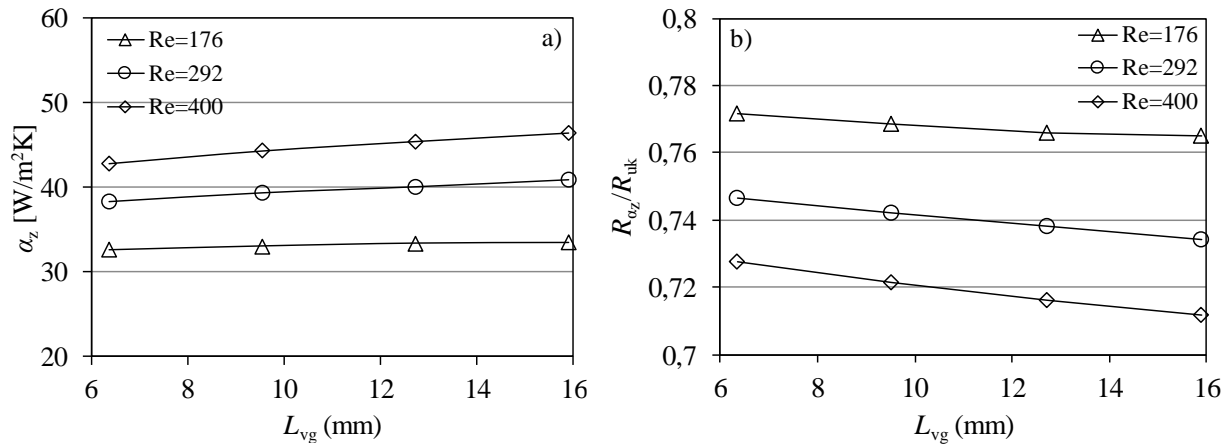 a)
Re=176
Re=292
Re=400
60
50
40
30
20
6
8
10
12
14
16
α_z [W/m²K]
L_vg (mm)
b)
Re=176
Re=292
Re=400
0,8
0,78
0,76
0,74
0,72
0,7
6
8
10
12
14
16
R_αz/R_uk
L_vg (mm)